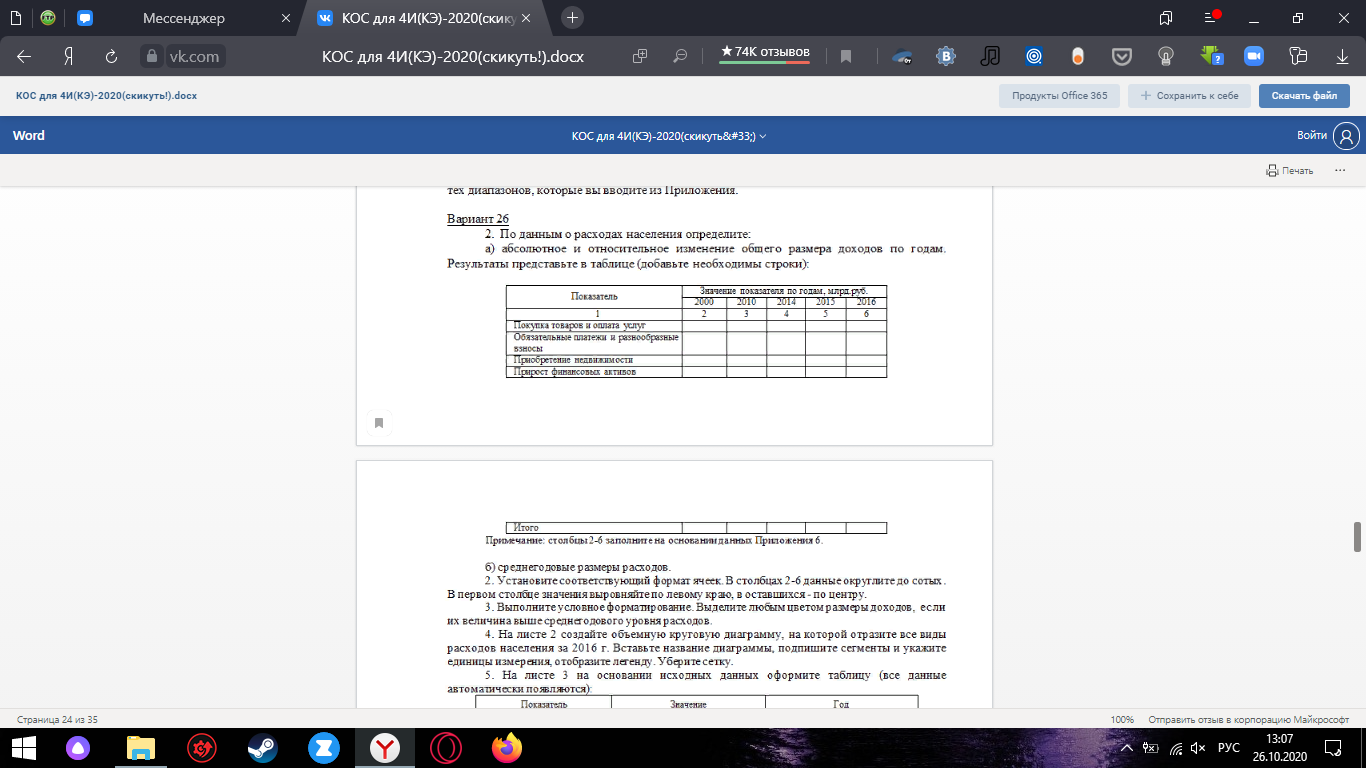 Мессенджер
КОС для 4И(КЭ)-2020(скику
vk.com
КОС для 4И(КЭ)-2020(скикуть!).docx
★ 74К отзывов
КОС для 4И(КЭ)-2020(скикуть!).docx
Продукты Office 365
Сохранить к себе
Скачать файл
Word
КОС для 4И(КЭ)-2020(скикуть&#33;)
Войти
Печать
тех диапазонов, которые вы вводите из Приложения.
Вариант 26
2. По данным о расходах населения определите:
а) абсолютное и относительное изменение общего размера доходов по годам.
Результаты представьте в таблице (добавьте необходимы строки):
Показатель
Значение показателя по годам, млрд.руб.
2000 2010 2014 2015 2016
1 2 3 4 5 6
Покупка товаров и оплата услуг
Обязательные платежи и разнообразные
взносы
Приобретение недвижимости
Прирост финансовых активов
Итого
Примечание: столбцы 2-6 заполните на основании данных Приложения 6.
б) среднегодовые размеры расходов.
2. Установите соответствующий формат ячеек. В столбцах 2-6 данные округлите до сотых .
В первом столбце значения выровняйте по левому краю, в оставшихся - по центру.
3. Выполните условное форматирование. Выделите любым цветом размеры доходов, если
их величина выше среднегодового уровня расходов.
4. На листе 2 создайте объемную круговую диаграмму, на которой отразите все виды
расходов населения за 2016 г. Вставьте название диаграммы, подпишите сегменты и укажите
единицы измерения, отобразите легенду. Уберите сетку.
5. На листе 3 на основании исходных данных оформите таблицу (все данные
автоматически появляются):
Показатель Значение Год
Страница 24 из 35
100%
Отправить отзыв в корпорацию Майкрософт
РУС
13:07
26.10.2020